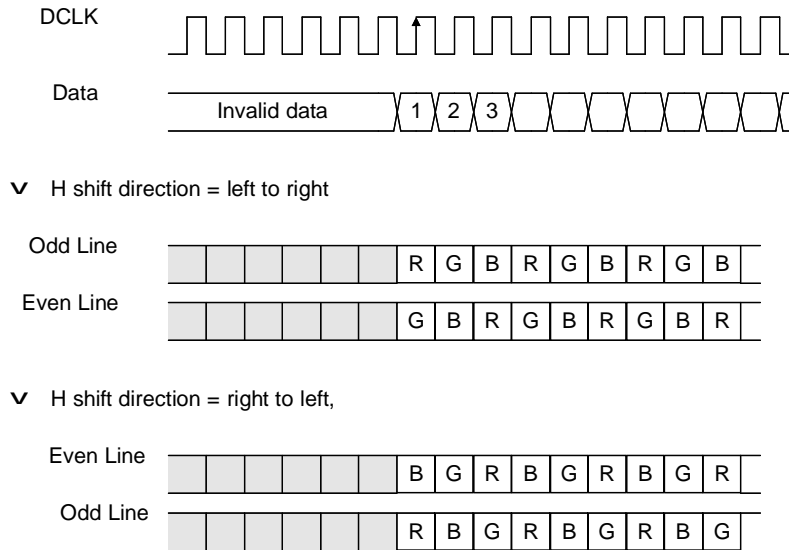 DCLK
Data Invalid data 1 2 3
v H shift direction = left to right
Odd Line R G B R G B R G B
Even Line G B R G B R G B R
v H shift direction = right to left,
Even Line B G R B G R B G R
Odd Line R B G R B G R B G